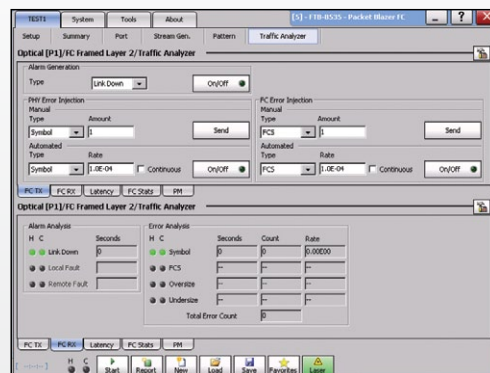 TEST1 System Tools About [5] - FTB-8535 - Packet Blazer FC
Setup Summary Port Stream Gen. Pattern Traffic Analyzer
Optical [P1]/FC Framed Layer 2/Traffic Analyzer
Alarm Generation
Type Link Down On/Off
PHY Error Injection FC Error Injection
Manual Manual
Type Amount Type Amount
Symbol 1 Send FCS 1 Send
Automated Automated
Type Rate Type Rate
Symbol 1.0E-04 Continuous On/Off FCS 1.0E-04 Continuous On/Off
FC TX FC RX Latency FC Stats PM
Optical [P1]/FC Framed Layer 2/Traffic Analyzer
Alarm Analysis Error Analysis
H C Seconds H C Seconds Count Rate
Link Down 0 Symbol 0 0 0.00E00
Local Fault FCS -- -- --
Remote Fault Oversize -- -- --
Undersize -- -- --
Total Error Count 0
FC TX FC RX Latency FC Stats PM
H C Start Report New Load Save Favorites Laser